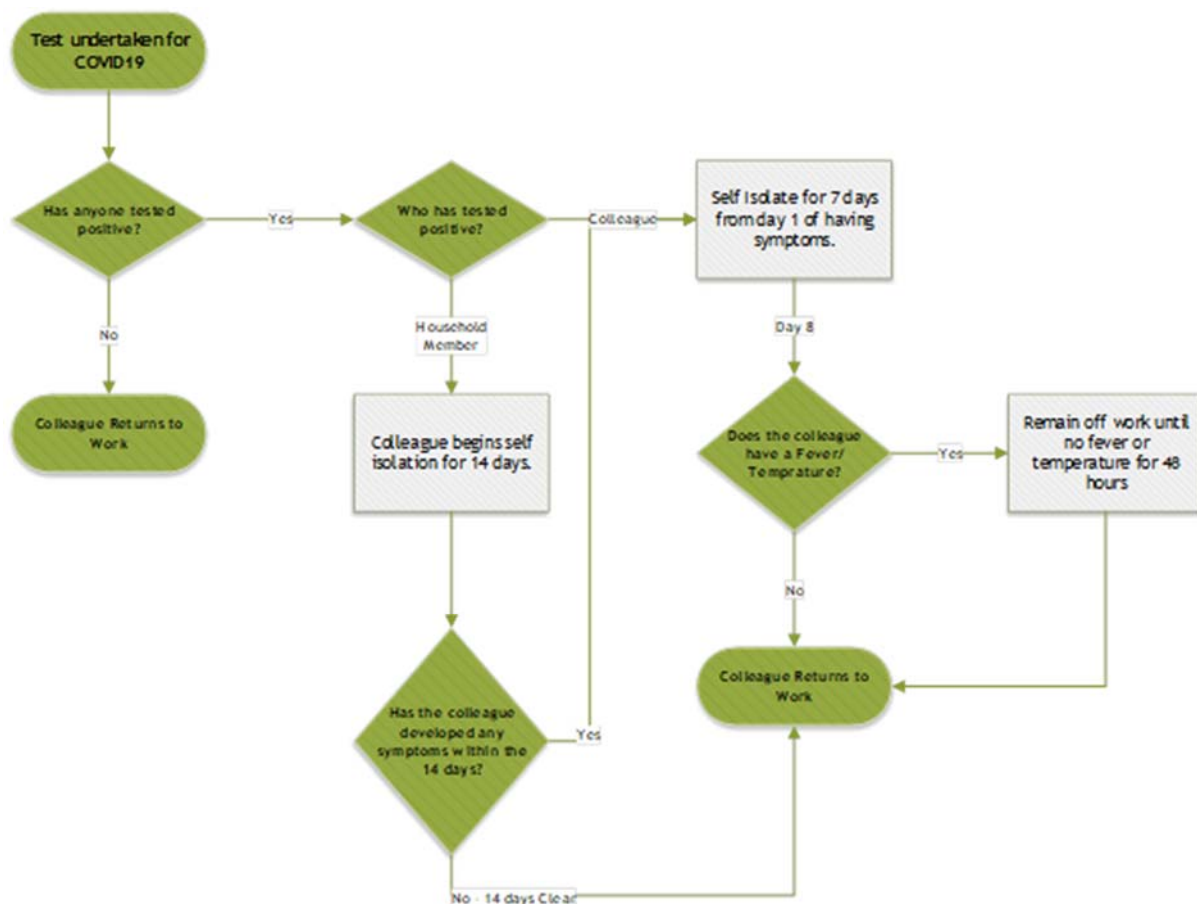 Test undertaken for
COVID19
Has anyone tested
positive?
Yes
Who has tested
positive?
Colleague
Self Isolate for 7 days
from day 1 of having
symptoms.
No
Household
Member
Day 8
Colleague Returns to
Work
Colleague begins self
isolation for 14 days.
Does the colleague
have a Fever/
Temprature?
Yes
Remain off work until
no fever or
temperature for 48
hours
No
Has the colleague
developed any
symptoms within the
14 days?
Yes
Colleague Returns to
Work
No - 14 days Clear